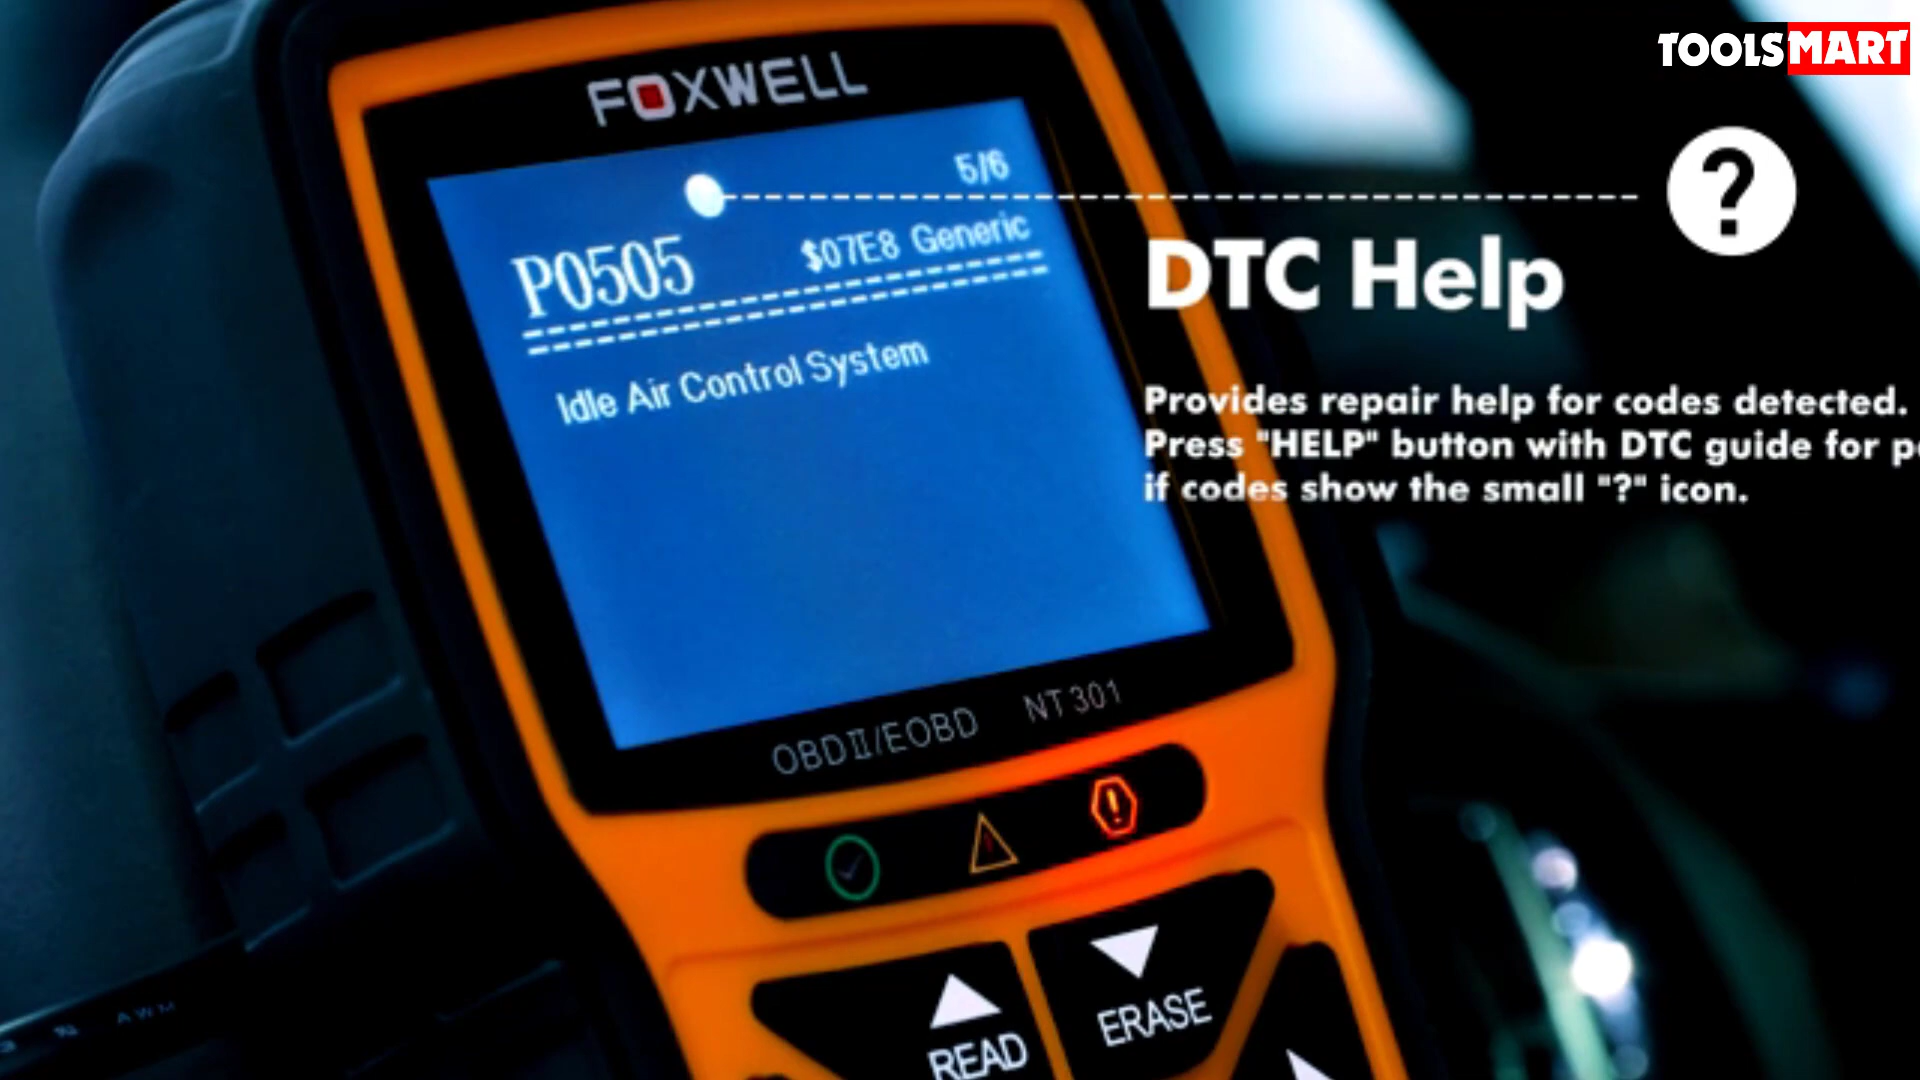 TOOLSMART
FOXWELL
5/6
?
P0505 $07E8 Generic
DTC Help
Idle Air Control System
Provides repair help for codes detected.
Press "HELP" button with DTC guide for
if codes show the small "?" icon.
OBDII/EOBD NT301
!
ERASE
READ
AWM